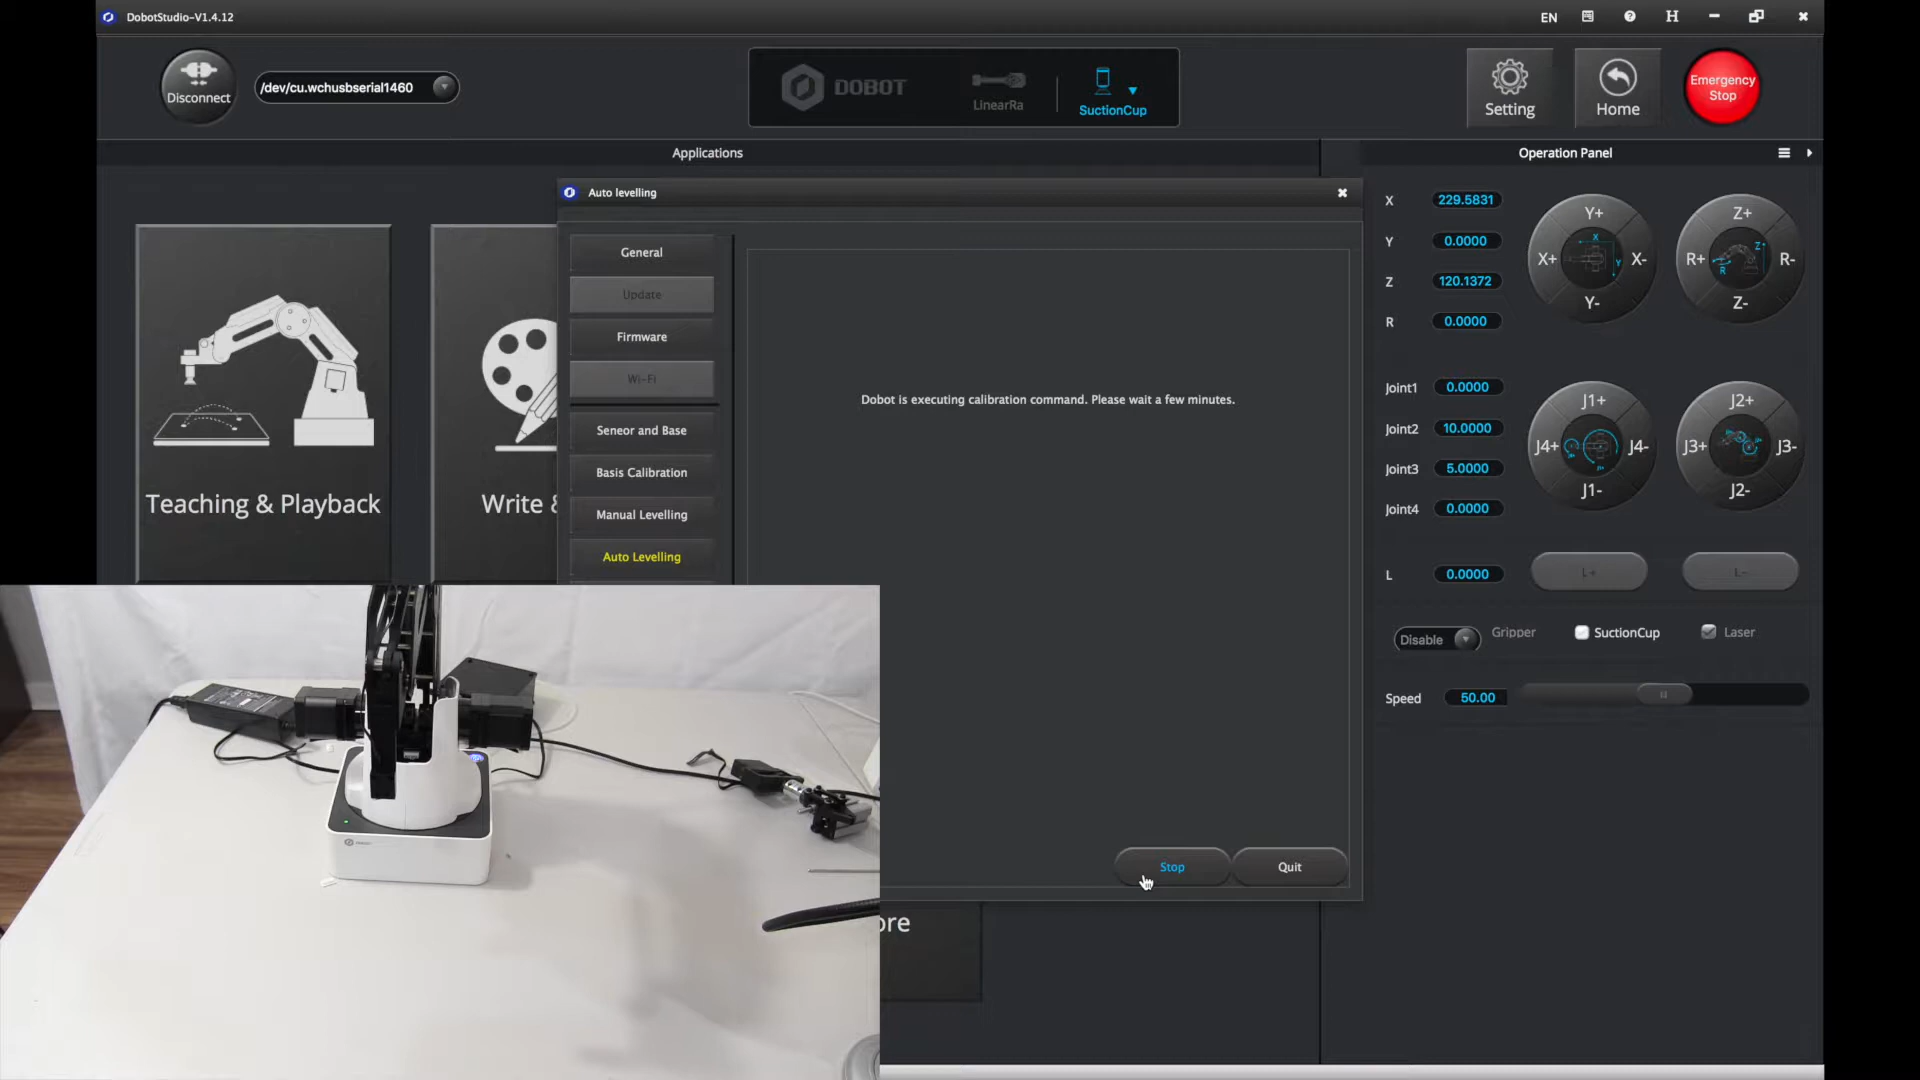 DobotStudio-V1.4.12
EN
H
Disconnect
/dev/cu.wchusbserial1460
DOBOT
LinearRa
SuctionCup
Setting
Home
Emergency
Stop
Applications
Operation Panel
Teaching & Playback
Write &
ore
Auto levelling
General
Update
Firmware
Wi-Fi
Seneor and Base
Basis Calibration
Manual Levelling
Auto Levelling
Dobot is executing calibration command. Please wait a few minutes.
Stop
Quit
X 229.5831
Y 0.0000
Z 120.1372
R 0.0000
Y+
X+ X X-
Y
Y-
Z+
R+ Z R-
R
Z-
Joint1 0.0000
Joint2 10.0000
Joint3 5.0000
Joint4 0.0000
J1+
J4+ J4-
J1-
J2+
J3+ J3-
J2-
L 0.0000 L+ L-
Disable Gripper SuctionCup Laser
Speed 50.00